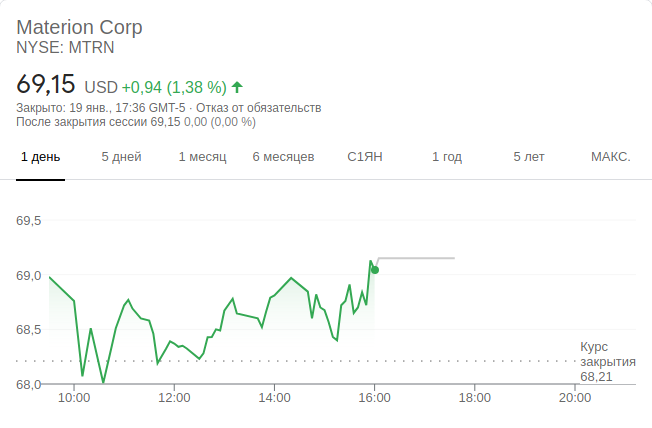 Materion Corp
NYSE: MTRN
69,15 USD +0,94 (1,38 %)
Закрыто: 19 янв., 17:36 GMT-5 · Отказ от обязательств
После закрытия сессии 69,15 0,00 (0,00 %)
1 день 5 дней 1 месяц 6 месяцев С1ЯН 1 год 5 лет МАКС.
69,5
69,0
68,5
Курс
закрытия
68,21
68,0
10:00 12:00 14:00 16:00 18:00 20:00